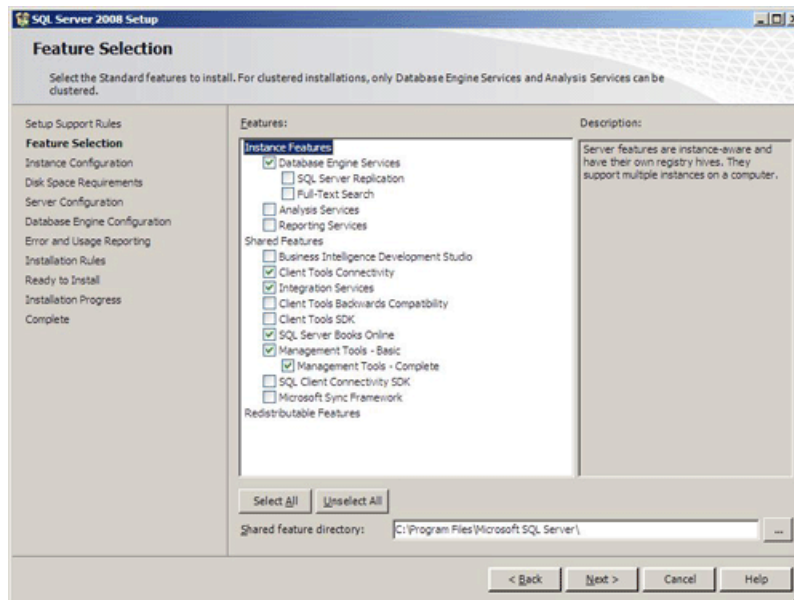 SQL Server 2008 Setup
Feature Selection
Select the Standard features to install. For clustered installations, only Database Engine Services and Analysis Services can be
clustered.
Setup Support Rules
Feature Selection
Instance Configuration
Disk Space Requirements
Server Configuration
Database Engine Configuration
Error and Usage Reporting
Installation Rules
Ready to Install
Installation Progress
Complete
Features:
Instance Features
Database Engine Services
SQL Server Replication
Full-Text Search
Analysis Services
Reporting Services
Shared Features
Business Intelligence Development Studio
Client Tools Connectivity
Integration Services
Client Tools Backwards Compatibility
Client Tools SDK
SQL Server Books Online
Management Tools - Basic
Management Tools - Complete
SQL Client Connectivity SDK
Microsoft Sync Framework
Redistributable Features
Description:
Server features are instance-aware and
have their own registry hives. They
support multiple instances on a computer.
Select All
Unselect All
Shared feature directory:
C:\Program Files\Microsoft SQL Server\
...
< Back
Next >
Cancel
Help